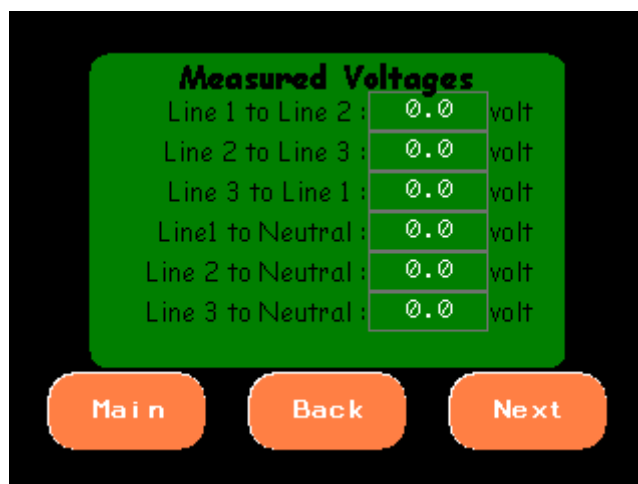 Measured Voltages
Line 1 to Line 2 : 0.0 volt
Line 2 to Line 3 : 0.0 volt
Line 3 to Line 1 : 0.0 volt
Line1 to Neutral : 0.0 volt
Line 2 to Neutral : 0.0 volt
Line 3 to Neutral : 0.0 volt
Main Back Next